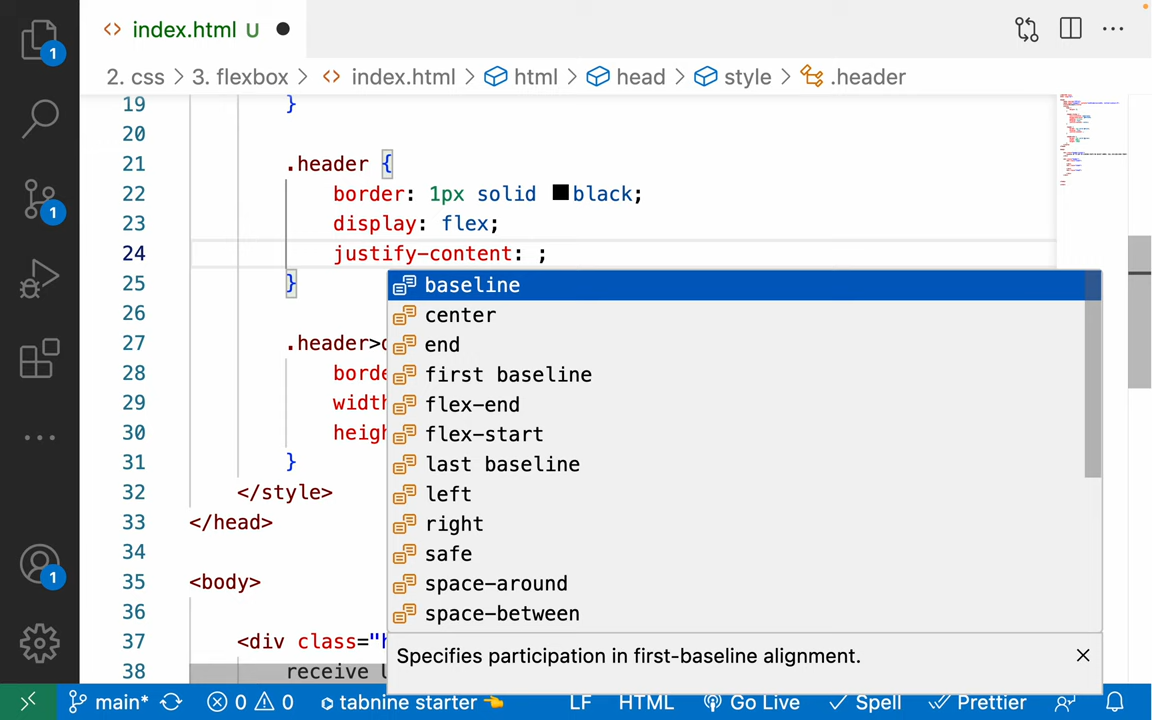 index.html U
1
2. css > 3. flexbox > index.html > html > head > style > .header
19 }
20
21 .header {
22 border: 1px solid black;
23 display: flex;
24 justify-content: ;
25 }
26
27 .header>
28 borde
29 width
30 heigh
31 }
32 </style>
33 </head>
34
35 <body>
36
37 <div class="h
38 receive
baseline
center
end
first baseline
flex-end
flex-start
last baseline
left
right
safe
space-around
space-between
Specifies participation in first-baseline alignment.
1
1
main* 0 0 tabnine starter LF HTML Go Live Spell Prettier